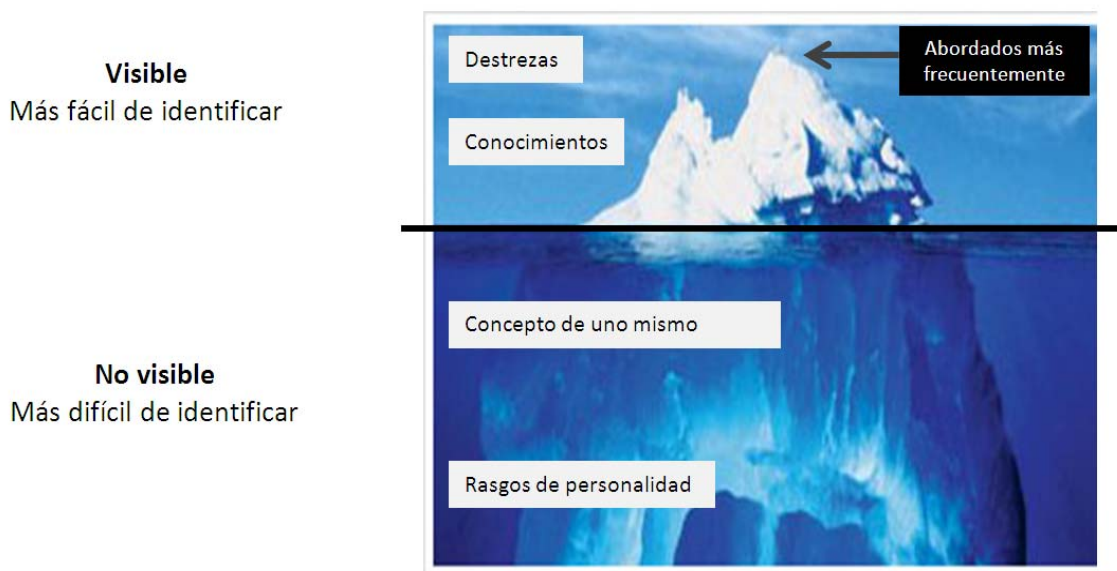 Visible
Más fácil de identificar
Destrezas
Abordados más
frecuentemente
Conocimientos
No visible
Más difícil de identificar
Concepto de uno mismo
Rasgos de personalidad